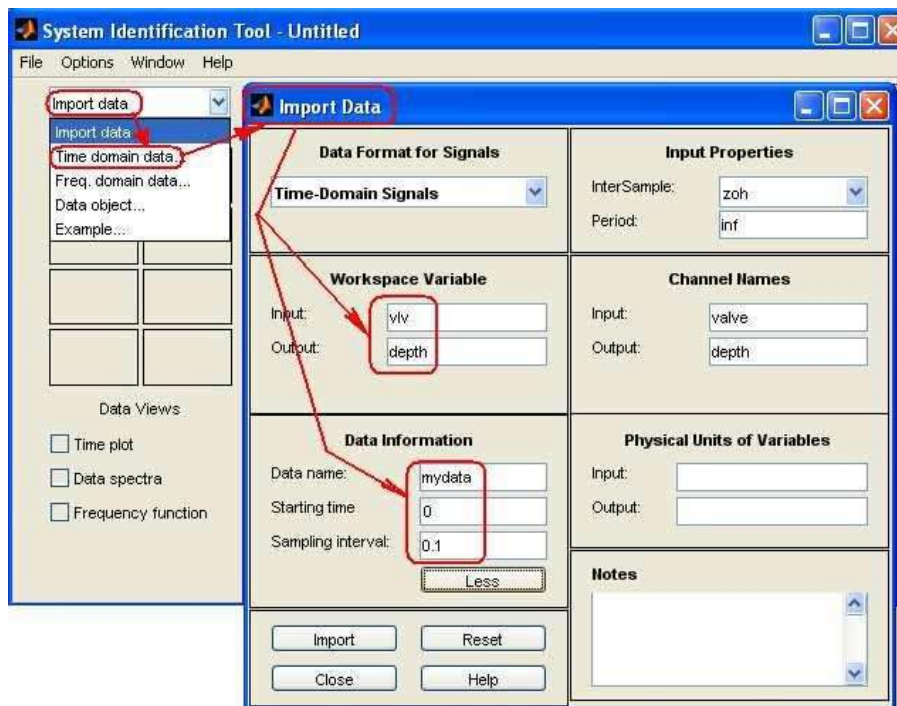 System Identification Tool - Untitled
File Options Window Help
Import data
Import data
Time domain data...
Freq. domain data...
Data object...
Example...
Data Views
Time plot
Data spectra
Frequency function
Import Data
Data Format for Signals
Time-Domain Signals
Workspace Variable
Input: vlv
Output: depth
Data Information
Data name: mydata
Starting time 0
Sampling interval: 0.1
Less
Import Reset
Close Help
Input Properties
InterSample: zoh
Period: inf
Channel Names
Input: valve
Output: depth
Physical Units of Variables
Input:
Output:
Notes